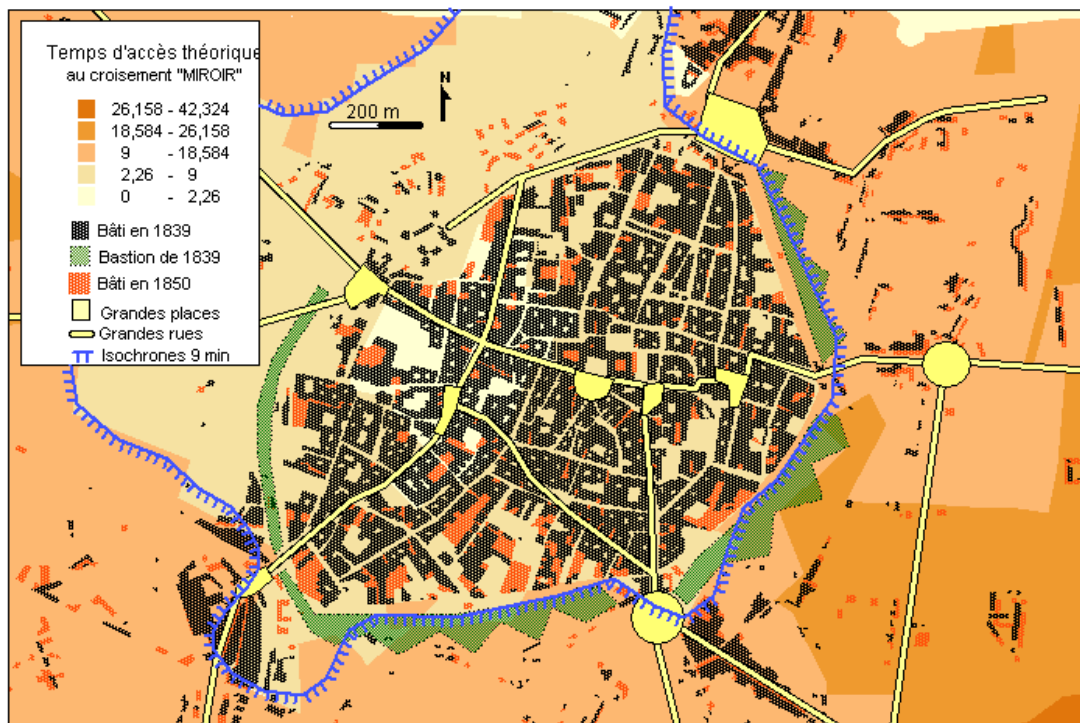 Temps d'accès théorique
au croisement "MIROIR"
26,158 - 42,324
18,584 - 26,158
9 - 18,584
2,26 - 9
0 - 2,26
Bâti en 1839
Bastion de 1839
Bâti en 1850
Grandes places
Grandes rues
Isochrones 9 min
200 m
N